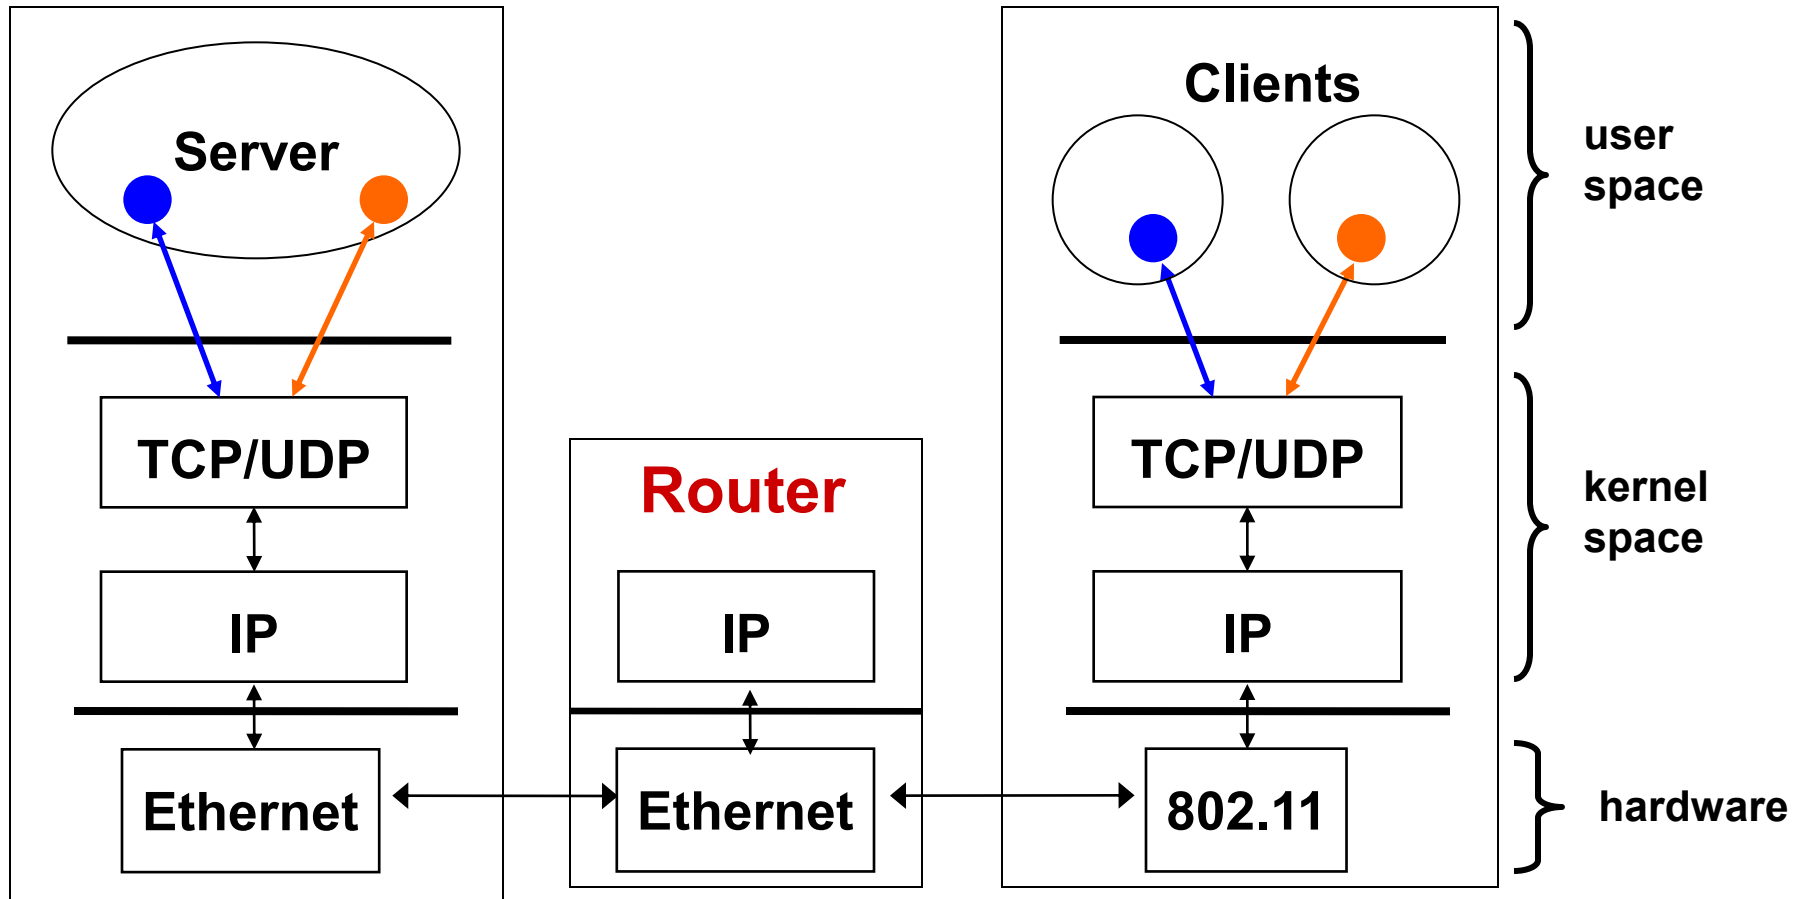 Server
TCP/UDP
IP
Ethernet
Router
IP
Ethernet
Clients
TCP/UDP
IP
802.11
user
space
kernel
space
hardware